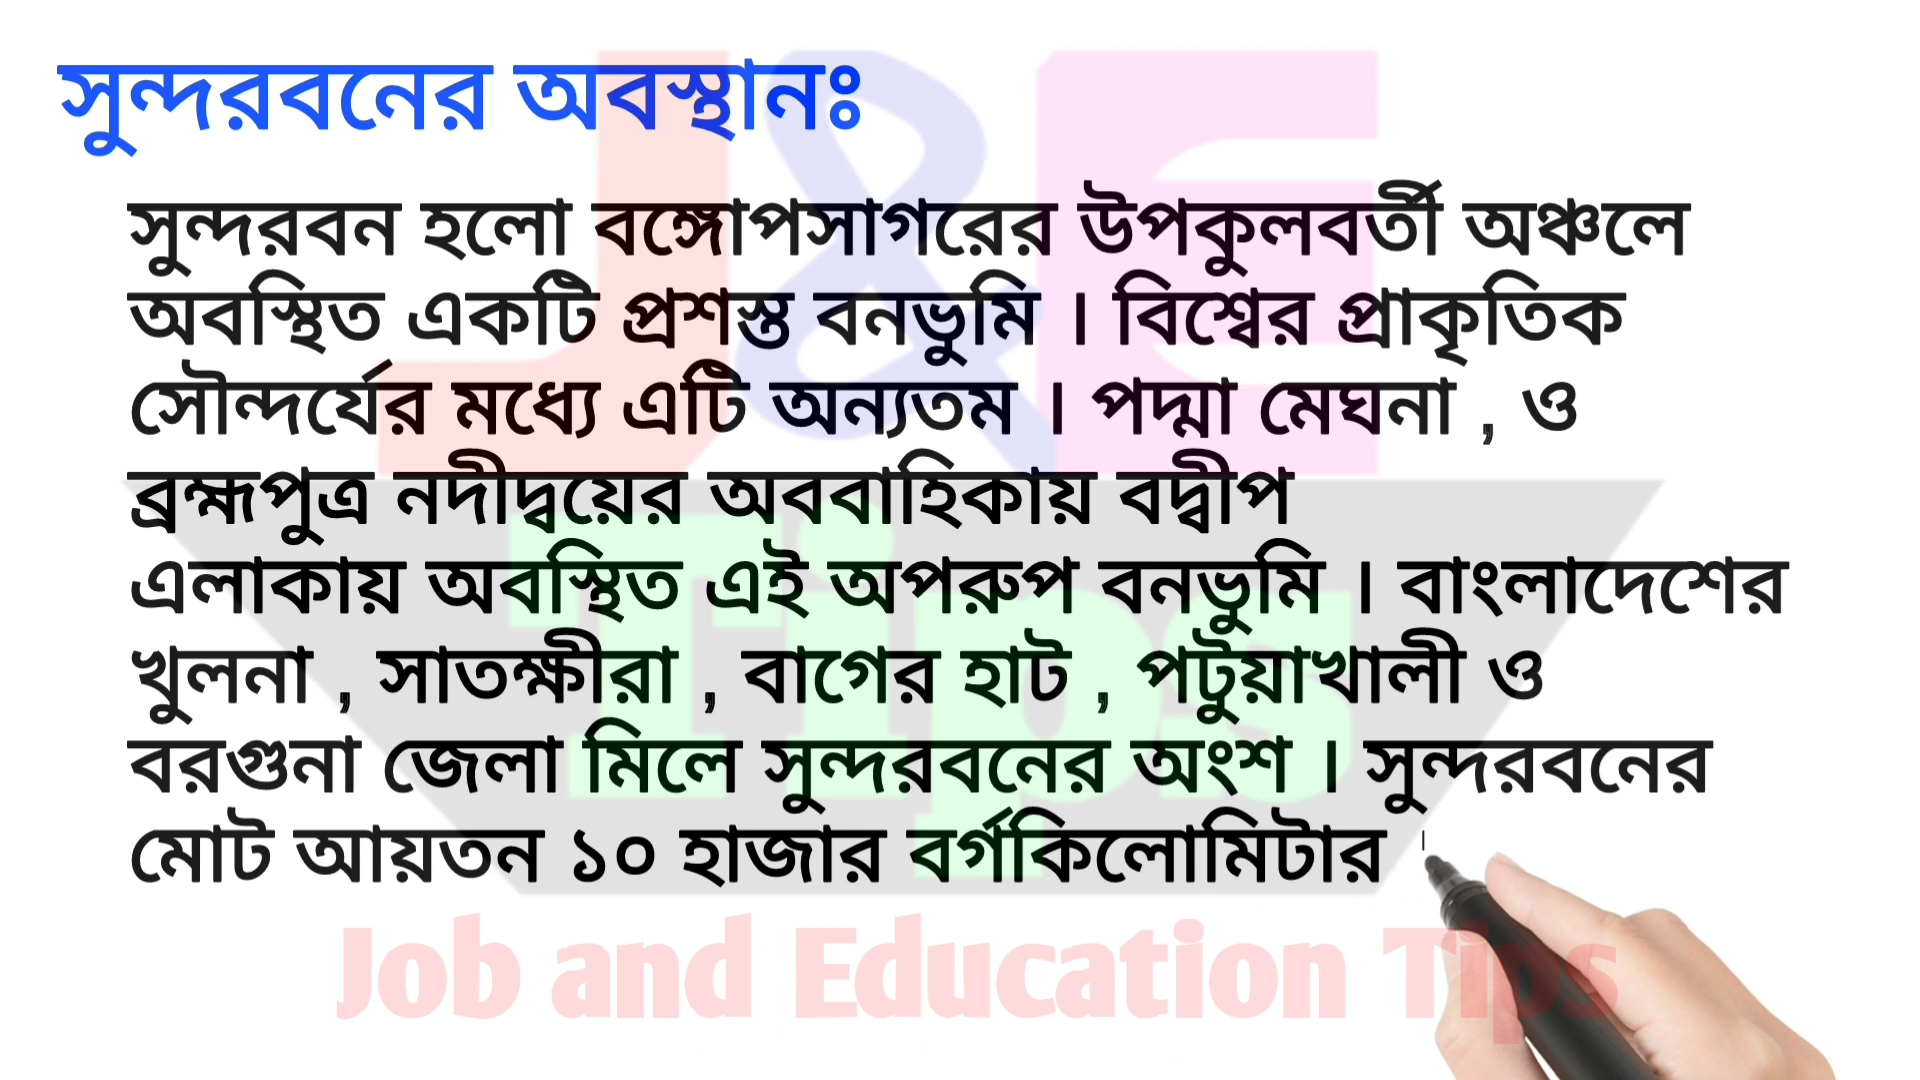 সুন্দরবনের অবস্থানঃ
সুন্দরবন হলো বঙ্গোপসাগরের উপকুলবর্তী অঞ্চলে
অবস্থিত একটি প্রশস্ত বনভুমি । বিশ্বের প্রাকৃতিক
সৌন্দর্যের মধ্যে এটি অন্যতম । পদ্মা মেঘনা , ও
ব্রহ্মপুত্র নদীদ্বয়ের অববাহিকায় বদ্বীপ
এলাকায় অবস্থিত এই অপরুপ বনভুমি । বাংলাদেশের
খুলনা , সাতক্ষীরা , বাগের হাট , পটুয়াখালী ও
বরগুনা জেলা মিলে সুন্দরবনের অংশ । সুন্দরবনের
মোট আয়তন ১০ হাজার বর্গকিলোমিটার ।
J&E
Tips
Job and Education Tips